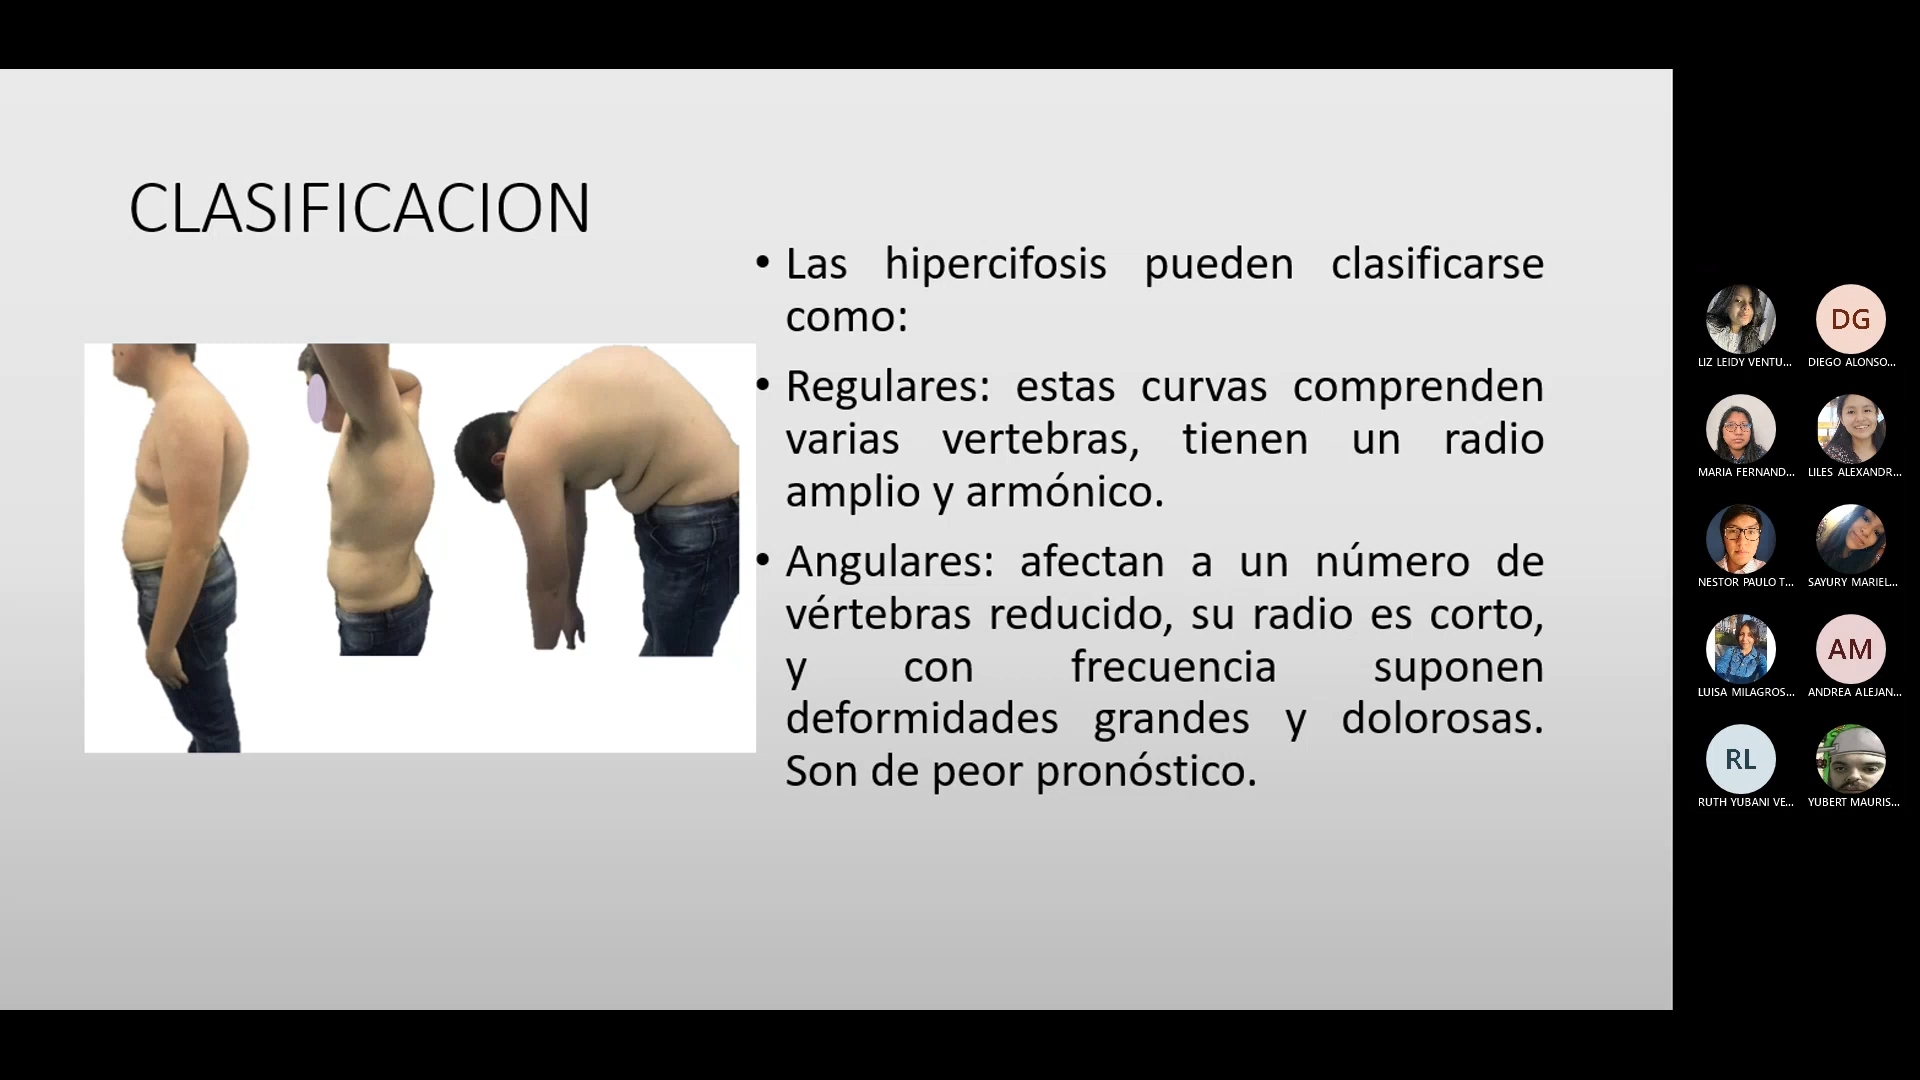 CLASIFICACION
• Las hipercifosis pueden clasificarse
como:
• Regulares: estas curvas comprenden
varias vertebras, tienen un radio
amplio y armónico.
• Angulares: afectan a un número de
vértebras reducido, su radio es corto,
y con frecuencia suponen
deformidades grandes y dolorosas.
Son de peor pronóstico.
DG
LIZ LEIDY VENTU... DIEGO ALONSO...
MARIA FERNAND... LILES ALEXANDR...
NESTOR PAULO T... SAYURY MARIEL...
AM
LUISA MILAGROS... ANDREA ALEJAN...
RL
RUTH YUBANI VE... YUBERT MAURIS...